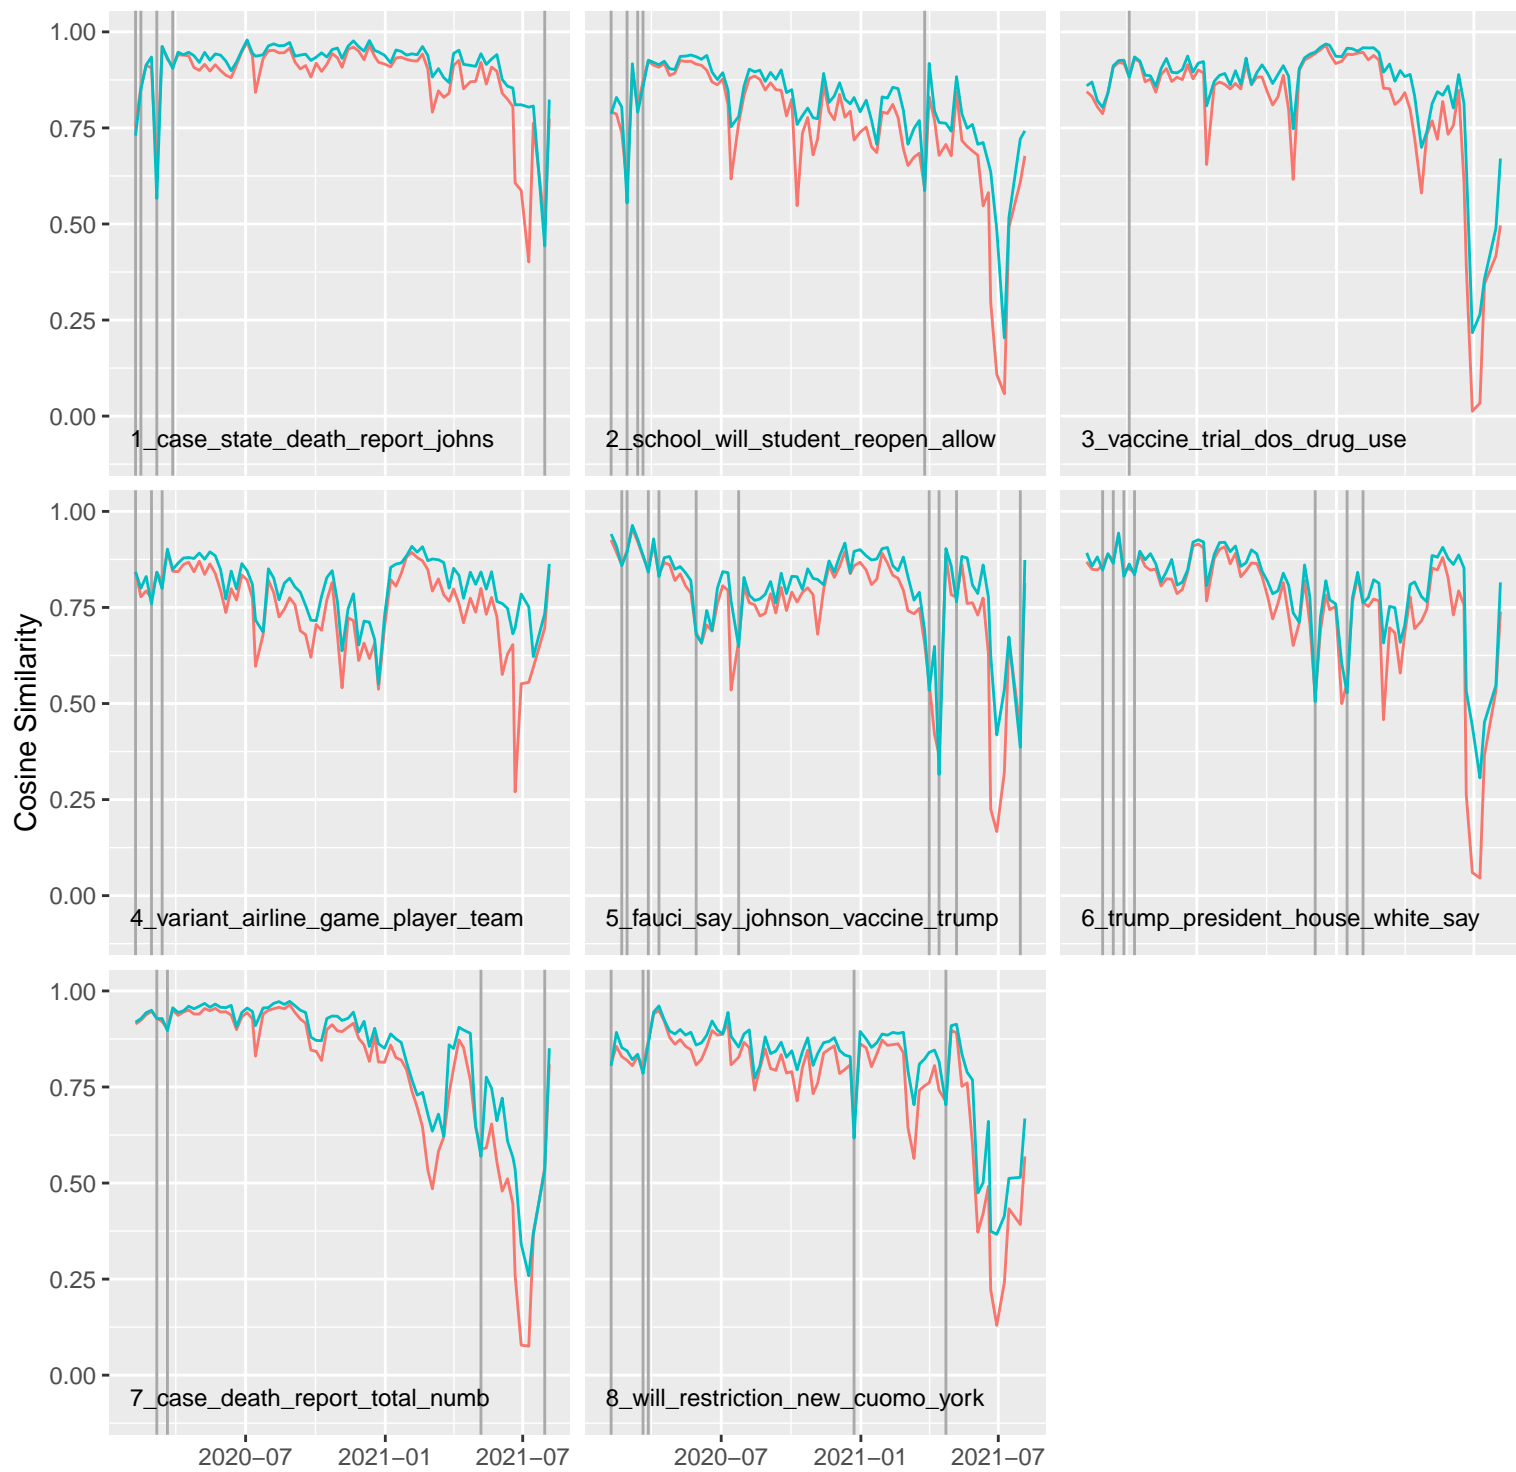 1.00
0.75
0.50
0.25
0.00
1_case_state_death_report_johns
2_school_will_student_reopen_allow
3_vaccine_trial_dos_drug_use
Cosine Similarity
1.00
0.75
0.50
0.25
0.00
4_variant_airline_game_player_team
5_fauci_say_johnson_vaccine_trump
6_trump_president_house_white_say
1.00
0.75
0.50
0.25
0.00
7_case_death_report_total_numb
8_will_restriction_new_cuomo_york
2020−07 2021−01 2021−07
2020−07 2021−01 2021−07